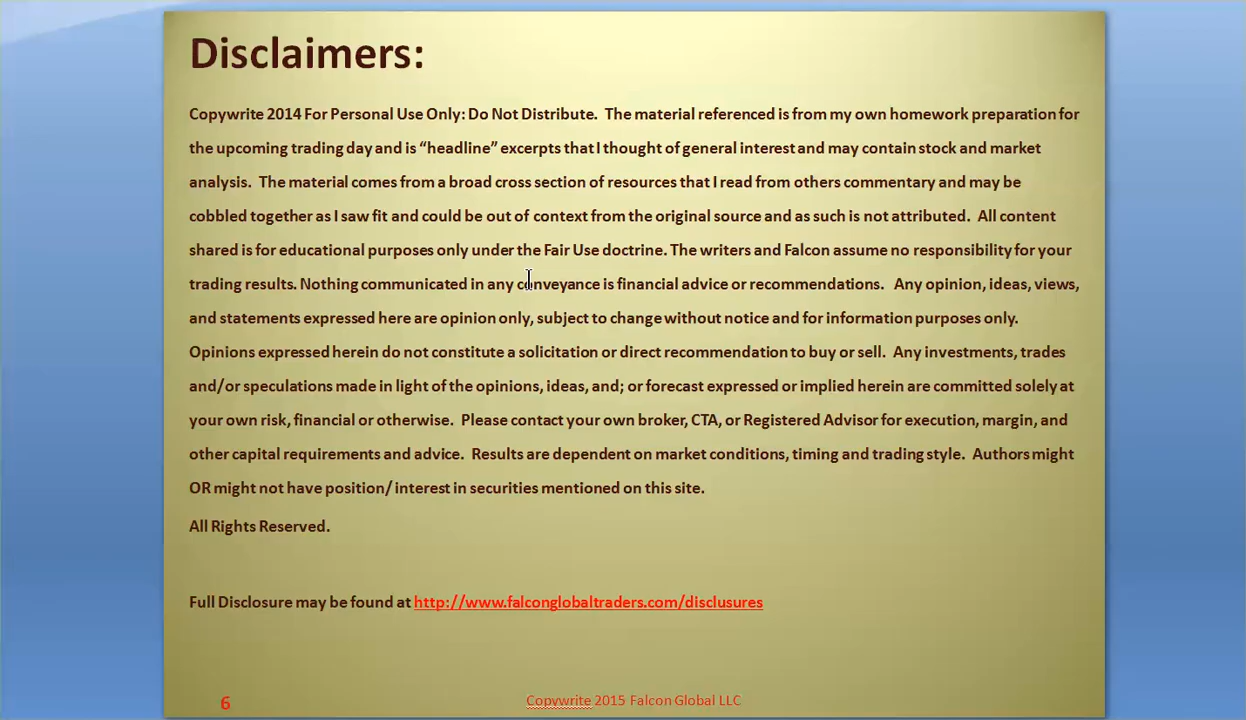 Disclaimers:
Copywrite 2014 For Personal Use Only: Do Not Distribute.  The material referenced is from my own homework preparation for
the upcoming trading day and is “headline” excerpts that I thought of general interest and may contain stock and market
analysis.  The material comes from a broad cross section of resources that I read from others commentary and may be
cobbled together as I saw fit and could be out of context from the original source and as such is not attributed.  All content
shared is for educational purposes only under the Fair Use doctrine. The writers and Falcon assume no responsibility for your
trading results. Nothing communicated in any conveyance is financial advice or recommendations.   Any opinion, ideas, views,
and statements expressed here are opinion only, subject to change without notice and for information purposes only.
Opinions expressed herein do not constitute a solicitation or direct recommendation to buy or sell.  Any investments, trades
and/or speculations made in light of the opinions, ideas, and; or forecast expressed or implied herein are committed solely at
your own risk, financial or otherwise.  Please contact your own broker, CTA, or Registered Advisor for execution, margin, and
other capital requirements and advice.  Results are dependent on market conditions, timing and trading style.  Authors might
OR might not have position/ interest in securities mentioned on this site.
All Rights Reserved.
Full Disclosure may be found at http://www.falconglobaltraders.com/disclusures
6
Copywrite 2015 Falcon Global LLC